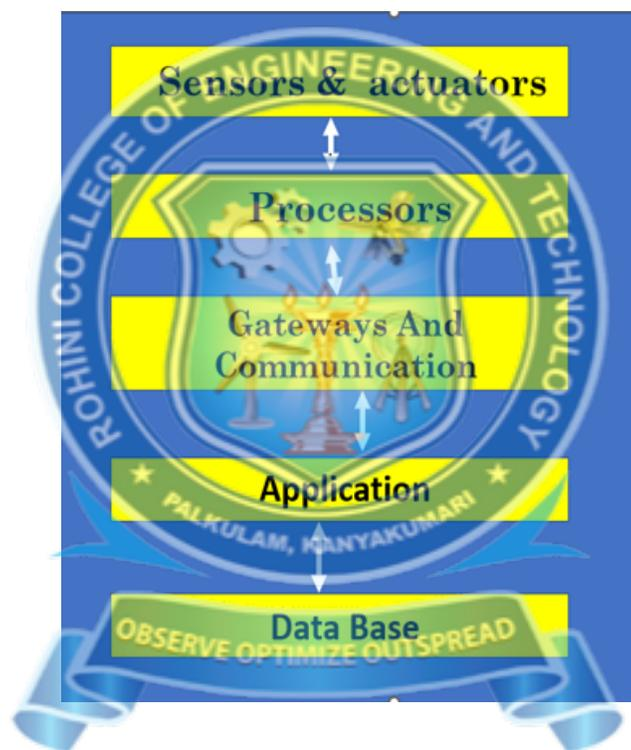 Sensors & actuators
Processors
Gateways And
Communication
Application
Data Base
ROHINI COLLEGE OF ENGINEERING AND TECHNOLOGY
PALKULAM, KANYAKUMARI
OBSERVE OPTIMIZE OUTSPREAD